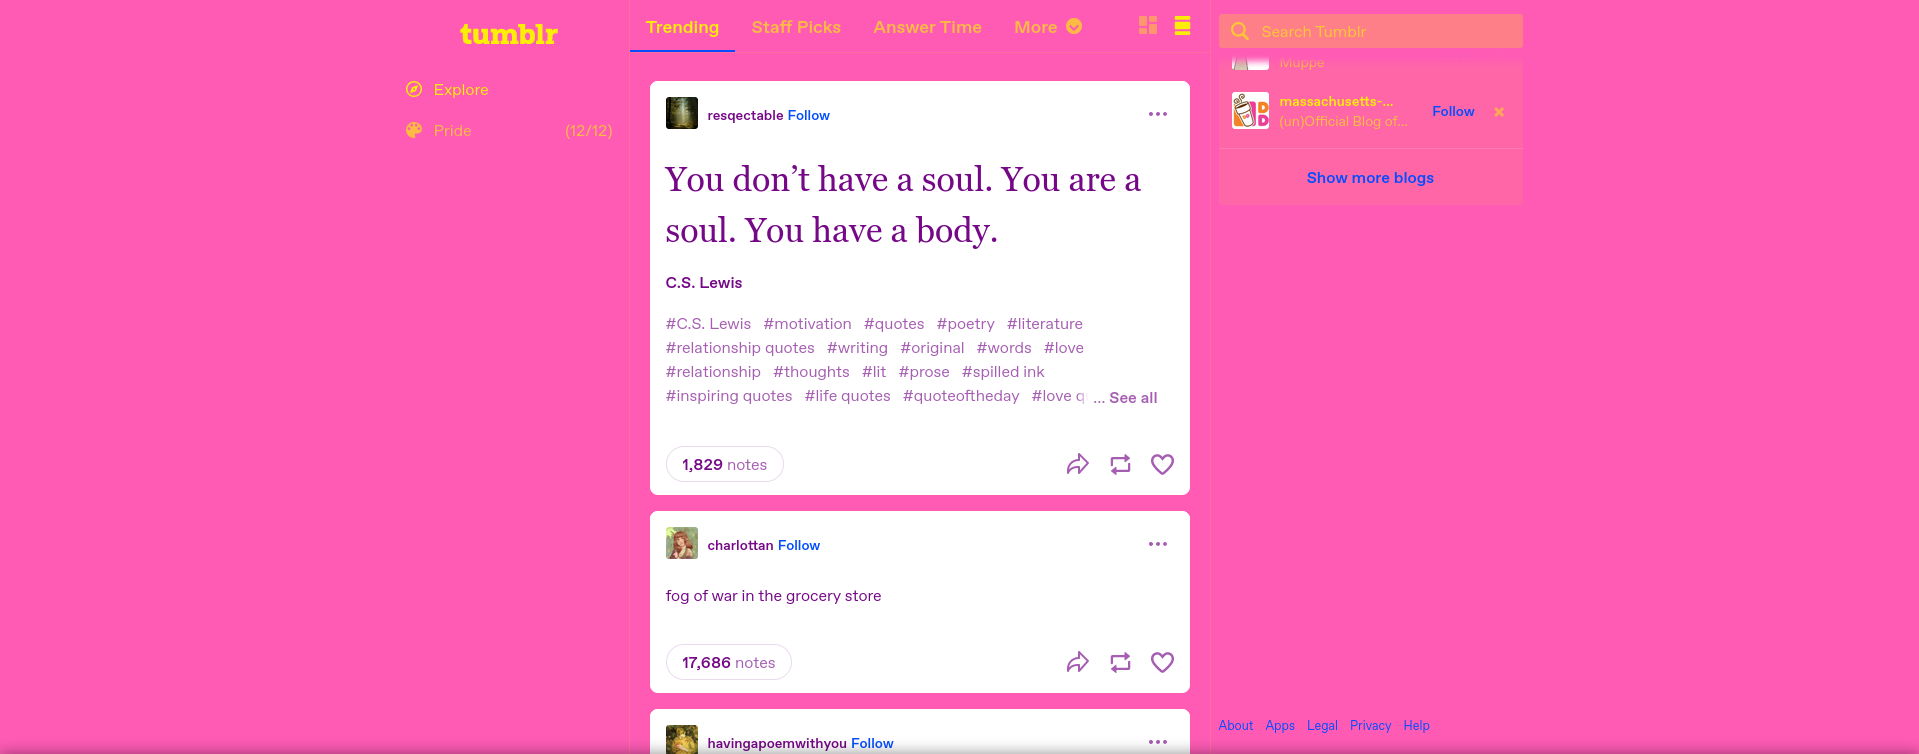 tumblr
Explore
Pride (12/12)
Trending Staff Picks Answer Time More
resqectable Follow
You don’t have a soul. You are a
soul. You have a body.
C.S. Lewis
#C.S. Lewis #motivation #quotes #poetry #literature
#relationship quotes #writing #original #words #love
#relationship #thoughts #lit #prose #spilled ink
#inspiring quotes #life quotes #quoteoftheday #love q ... See all
1,829 notes
charlottan Follow
fog of war in the grocery store
17,686 notes
havingapoemwithyou Follow
Search Tumblr
Muppe
massachusetts-...
(un)Official Blog of...
Follow
Show more blogs
About Apps Legal Privacy Help